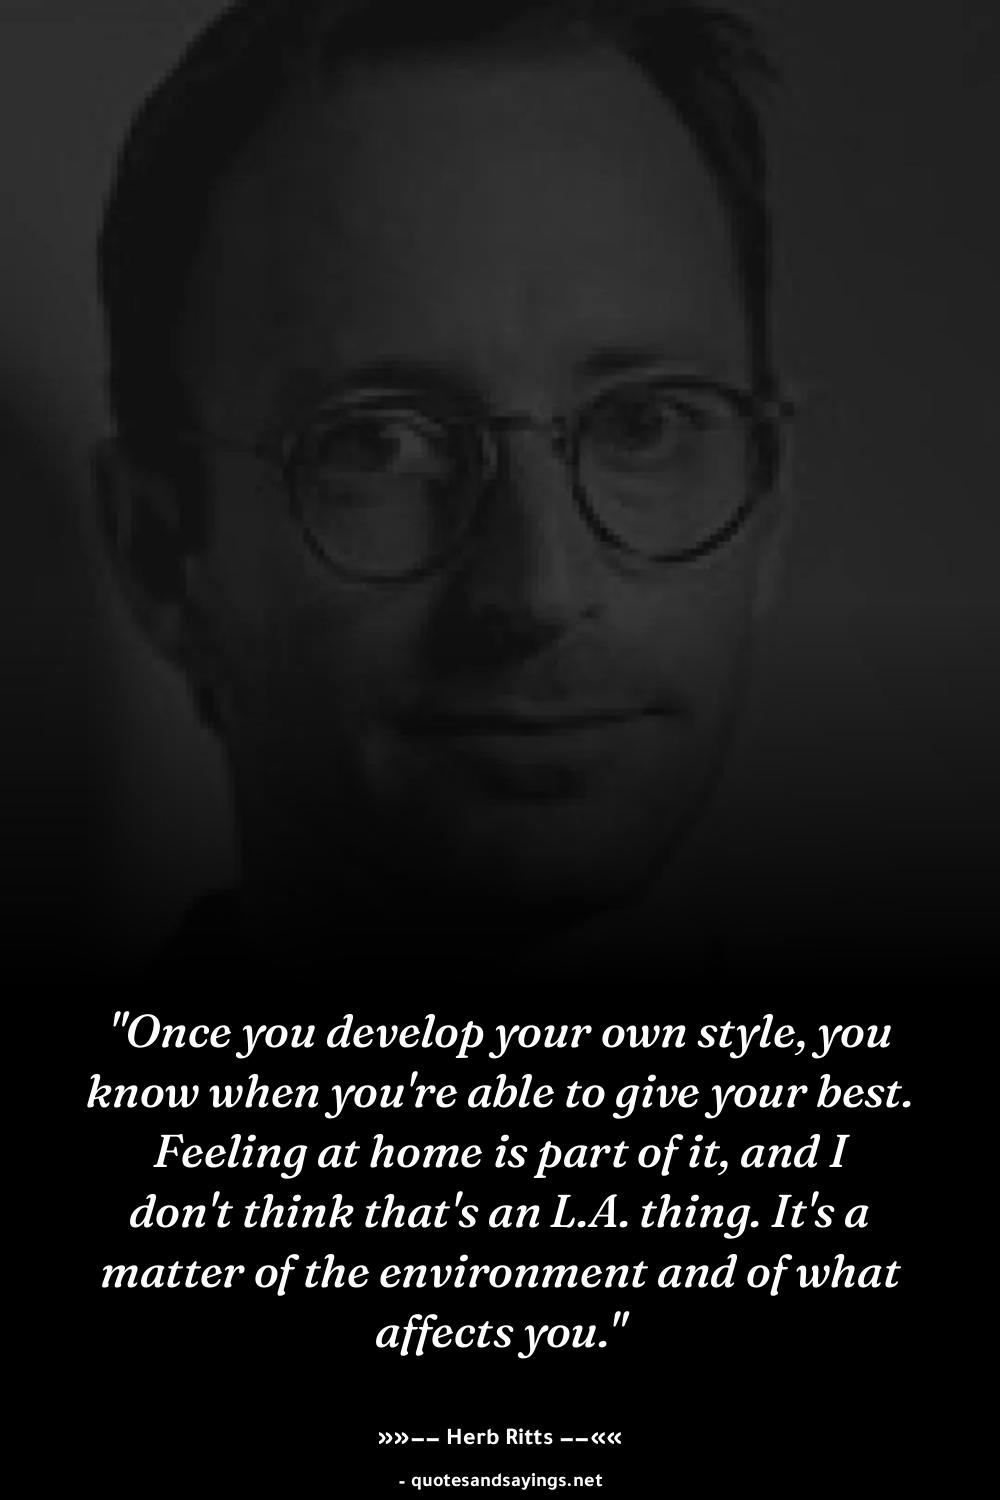 "Once you develop your own style, you
know when you're able to give your best.
Feeling at home is part of it, and I
don't think that's an L.A. thing. It's a
matter of the environment and of what
affects you."
»»−− Herb Ritts −−««
- quotesandsayings.net